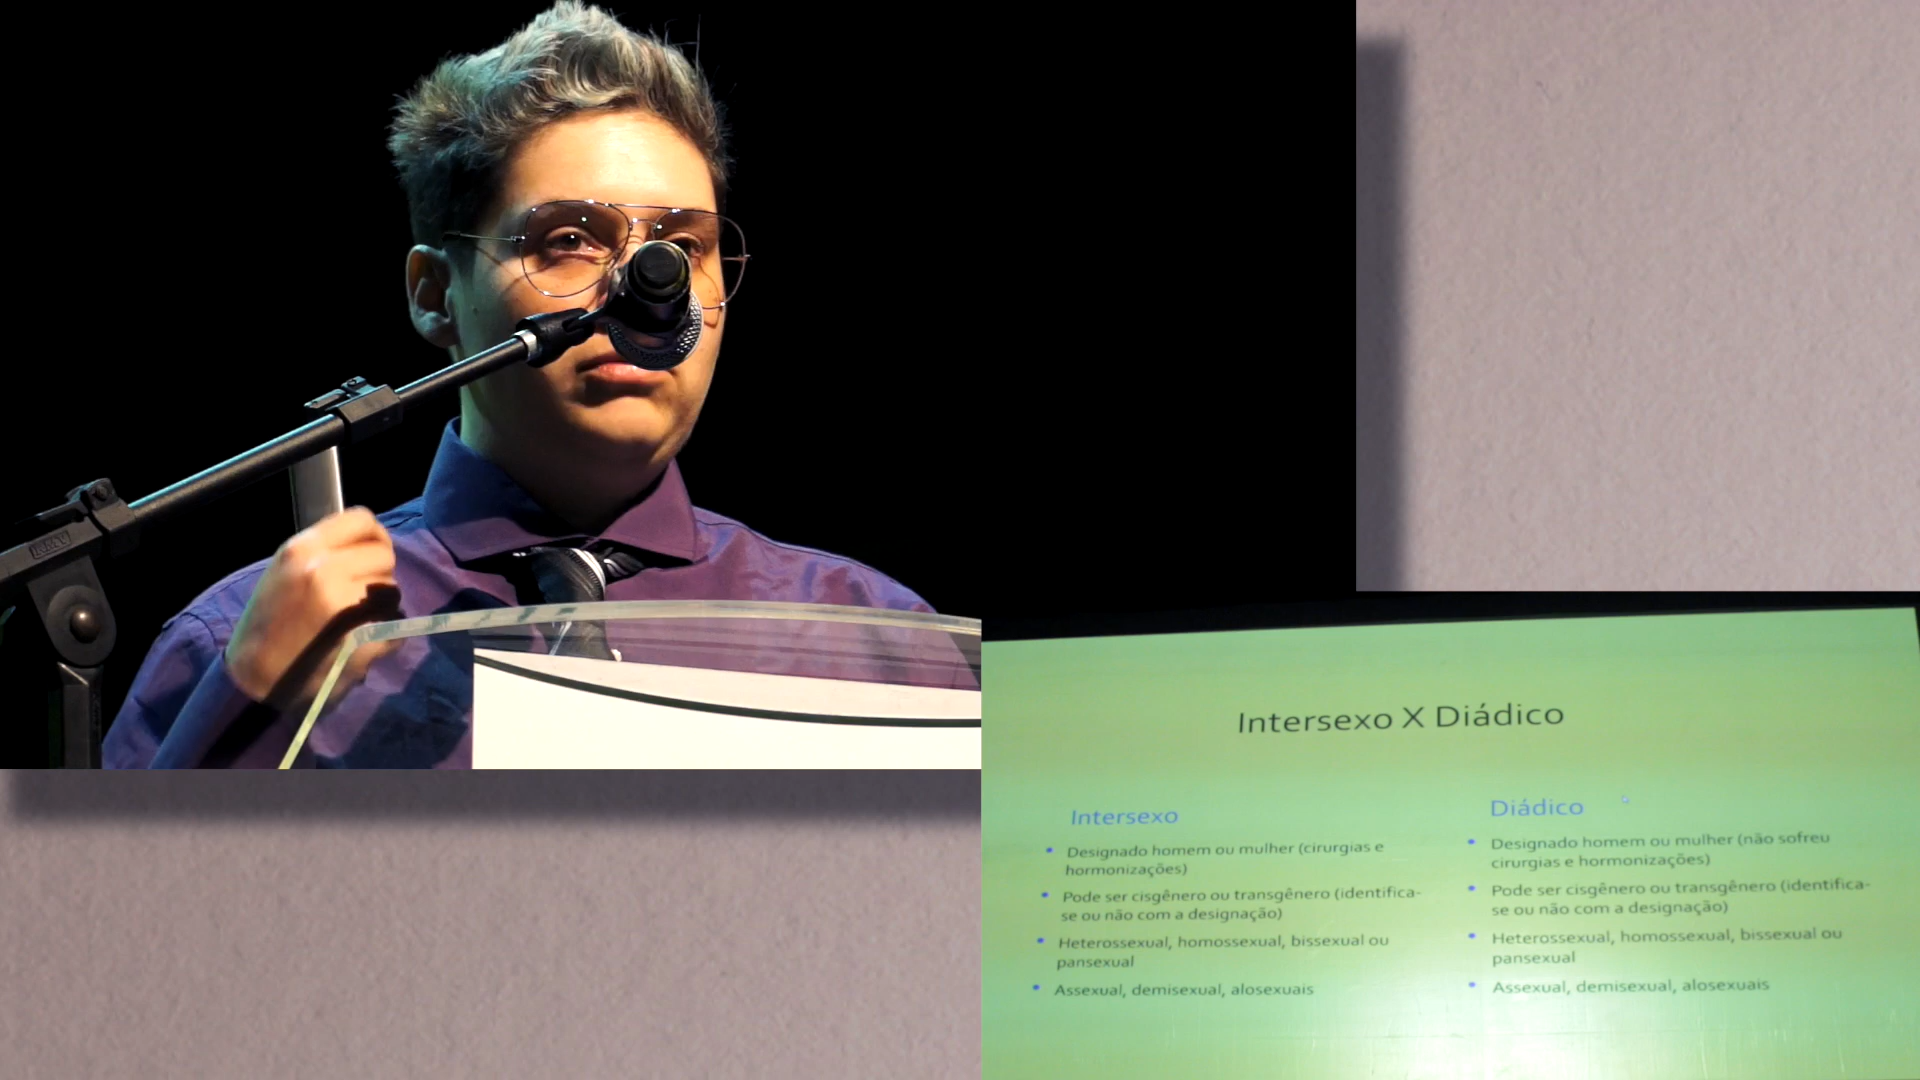 Intersexo X Diádico
Intersexo
Designado homem ou mulher (cirurgias e
hormonizações)
Pode ser cisgênero ou transgênero (identifica-
se ou não com a designação)
Heterossexual, homossexual, bissexual ou
pansexual
Assexual, demisexual, alosexuais
Diádico
Designado homem ou mulher (não sofreu
cirurgias e hormonizações)
Pode ser cisgênero ou transgênero (identifica-
se ou não com a designação)
Heterossexual, homossexual, bissexual ou
pansexual
Assexual, demisexual, alosexuais